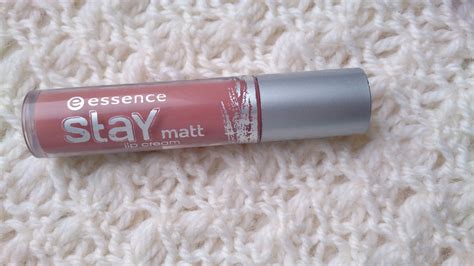 essence
stay matt
lip cream